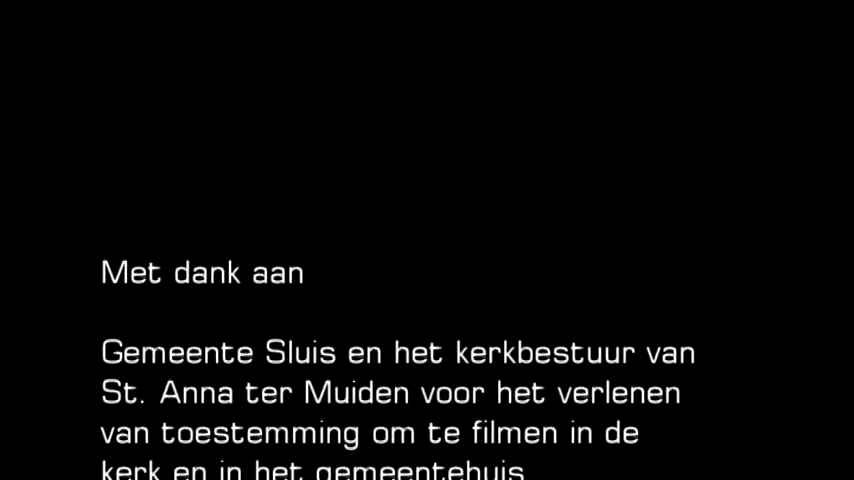 Met dank aan
Gemeente Sluis en het kerkbestuur van
St. Anna ter Muiden voor het verlenen
van toestemming om te filmen in de
kerk en in het gemeentehuis